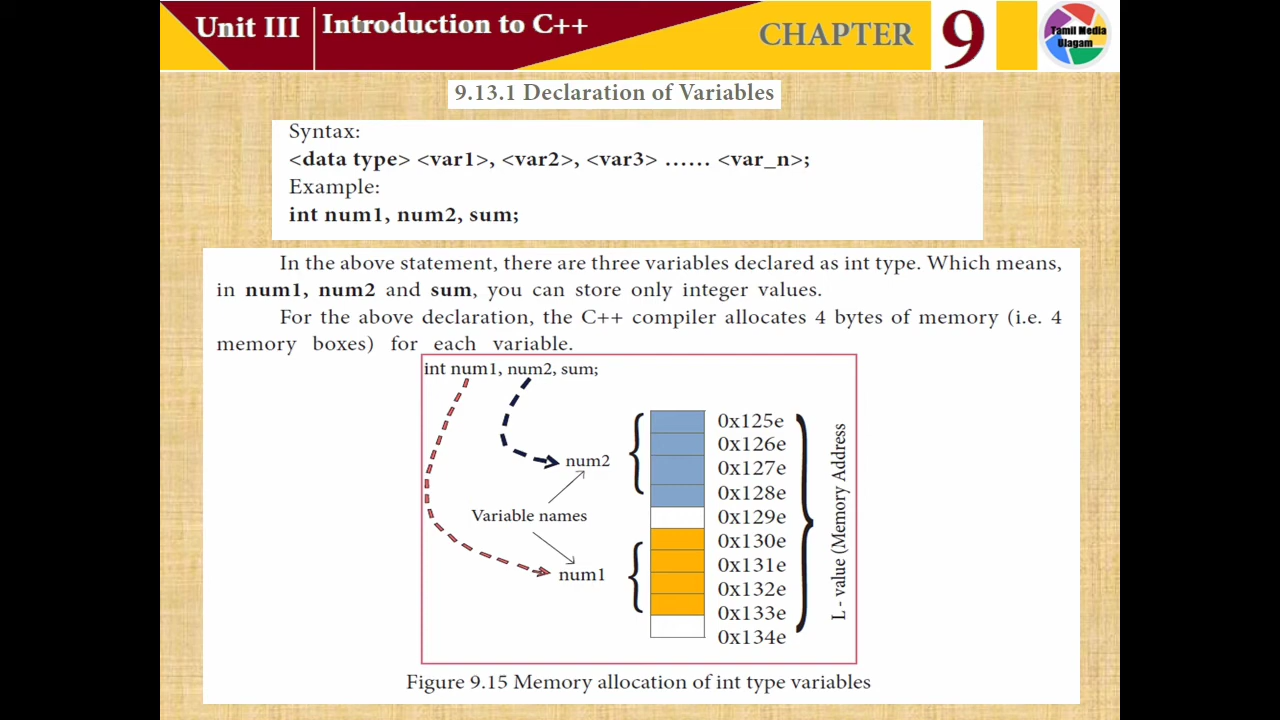 Unit III
Introduction to C++
CHAPTER 9
Tamil Media
Ulagam
9.13.1 Declaration of Variables
Syntax:
<data type> <var1>, <var2>, <var3> …… <var_n>;
Example:
int num1, num2, sum;
In the above statement, there are three variables declared as int type. Which means,
in num1, num2 and sum, you can store only integer values.
For the above declaration, the C++ compiler allocates 4 bytes of memory (i.e. 4
memory boxes) for each variable.
int num1, num2, sum;
num2
Variable names
num1
0x125e
0x126e
0x127e
0x128e
0x129e
0x130e
0x131e
0x132e
0x133e
0x134e
L - value (Memory Address
Figure 9.15 Memory allocation of int type variables